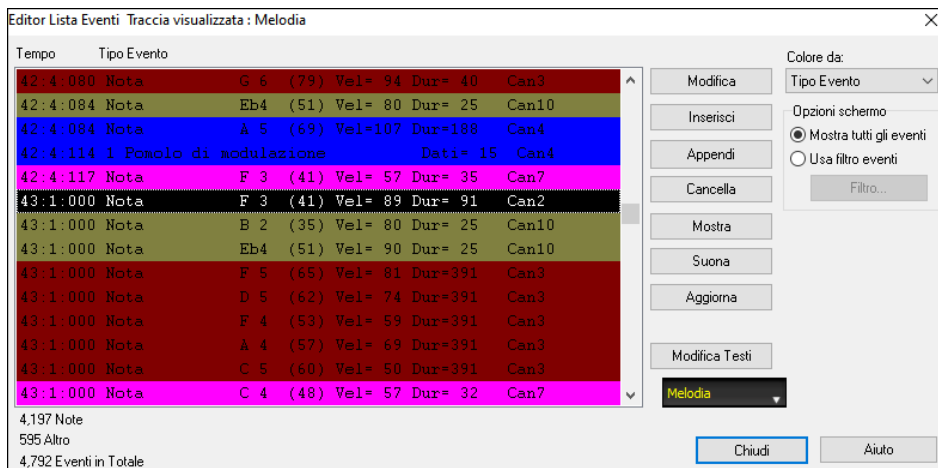 Editor Lista Eventi Traccia visualizzata : Melodia
Tempo Tipo Evento
42:4:080 Nota G 6 (79) Vel= 94 Dur= 40 Can3
42:4:084 Nota Eb4 (51) Vel= 80 Dur= 25 Can10
42:4:084 Nota A 5 (69) Vel=107 Dur=188 Can4
42:4:114 1 Pomolo di modulazione Dati= 15 Can4
42:4:117 Nota F 3 (41) Vel= 57 Dur= 35 Can7
43:1:000 Nota F 3 (41) Vel= 89 Dur= 91 Can2
43:1:000 Nota B 2 (35) Vel= 80 Dur= 25 Can10
43:1:000 Nota Eb4 (51) Vel= 90 Dur= 25 Can10
43:1:000 Nota F 5 (65) Vel= 81 Dur=391 Can3
43:1:000 Nota D 5 (62) Vel= 74 Dur=391 Can3
43:1:000 Nota F 4 (53) Vel= 59 Dur=391 Can3
43:1:000 Nota A 4 (57) Vel= 69 Dur=391 Can3
43:1:000 Nota C 5 (60) Vel= 50 Dur=391 Can3
43:1:000 Nota C 4 (48) Vel= 57 Dur= 32 Can7
4,197 Note
595 Altro
4,792 Eventi in Totale
Modifica
Inserisci
Appendi
Cancella
Mostra
Suona
Aggiorna
Modifica Testi
Melodia
Colore da:
Tipo Evento
Opzioni schermo
Mostra tutti gli eventi
Usa filtro eventi
Filtro...
Chiudi
Aiuto